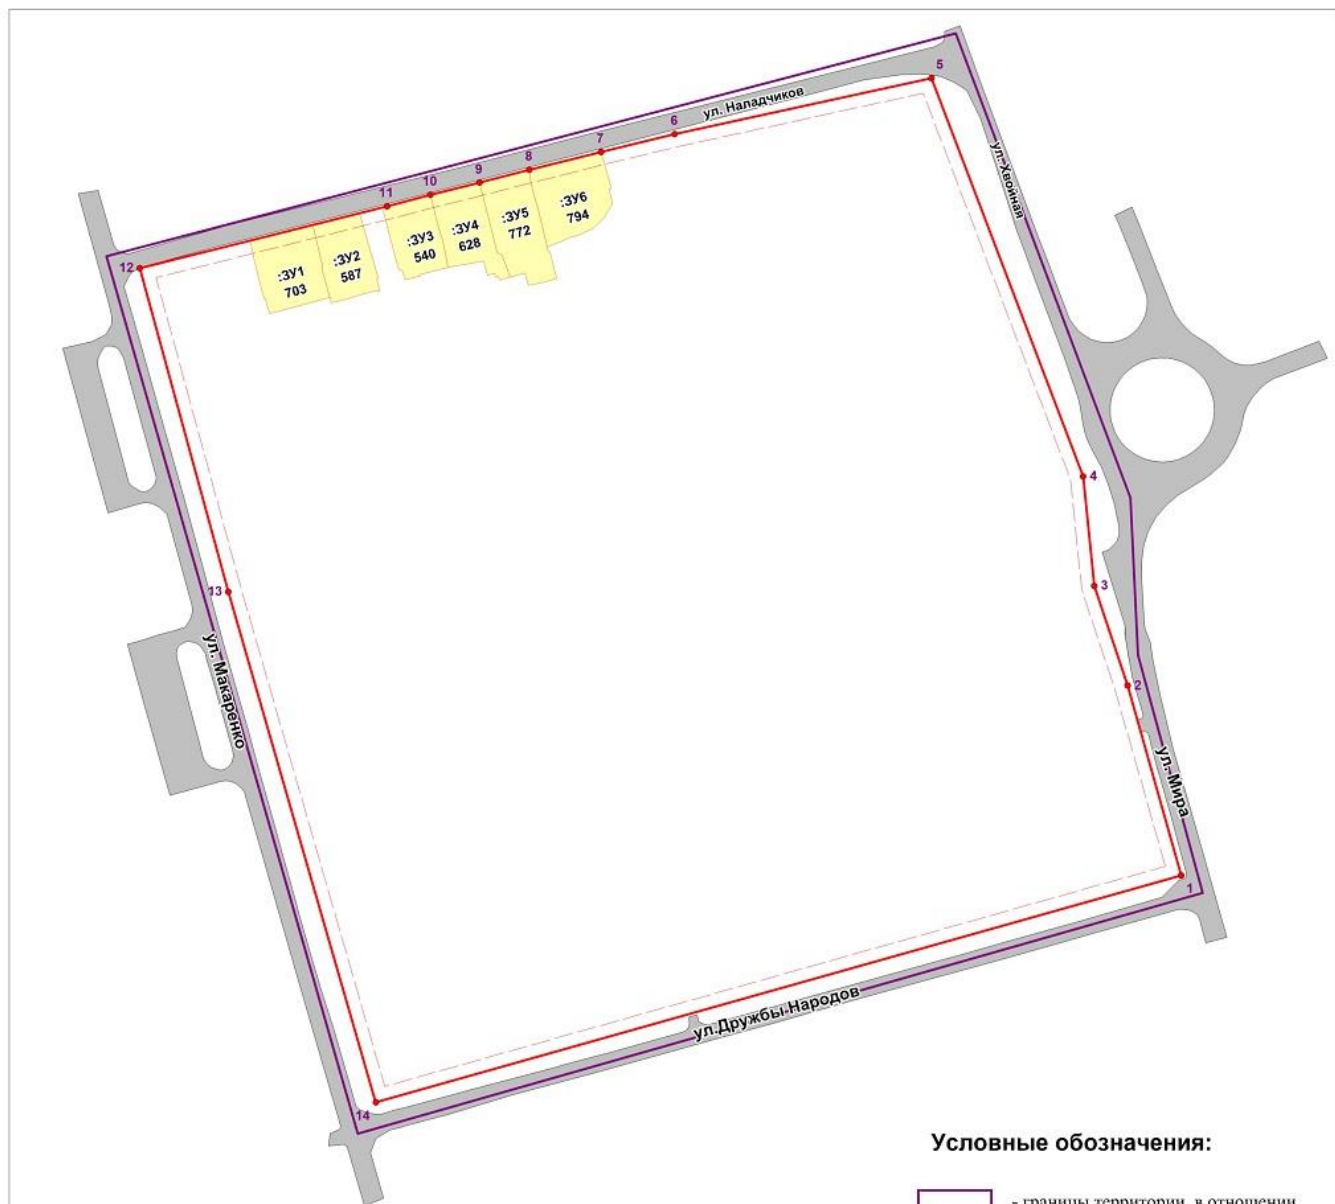 5
ул. Наладчиков
6
7
8
9
10
11
ул. Хвойная
:ЗУ6
794
:ЗУ5
772
:ЗУ4
628
:ЗУ3
540
:ЗУ2
587
:ЗУ1
703
12
4
3
13
ул. Макаренко
2
ул. Мира
1
ул.Дружбы Народов
14
Условные обозначения:
- границы территории, в отношении